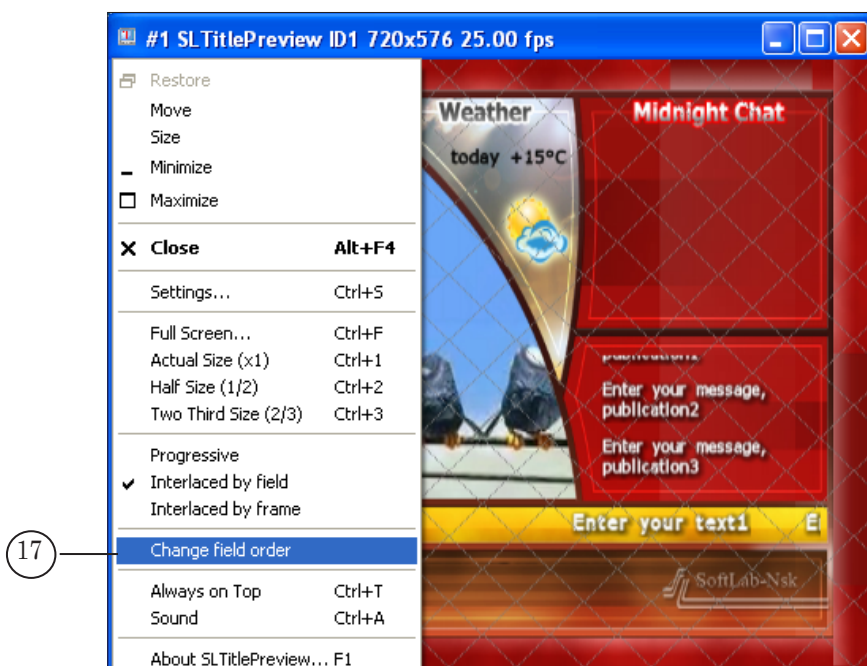 #1 SLTitlePreview ID1 720x576 25.00 fps
Restore
Move
Size
Minimize
Maximize
Close Alt+F4
Settings... Ctrl+S
Full Screen... Ctrl+F
Actual Size (x1) Ctrl+1
Half Size (1/2) Ctrl+2
Two Third Size (2/3) Ctrl+3
Progressive
Interlaced by field
Interlaced by frame
17
Change field order
Always on Top Ctrl+T
Sound Ctrl+A
About SLTitlePreview... F1
Weather
today +15°C
Midnight Chat
publication1
Enter your message,
publication2
Enter your message,
publication3
Enter your text1 E
SoftLab-Nsk